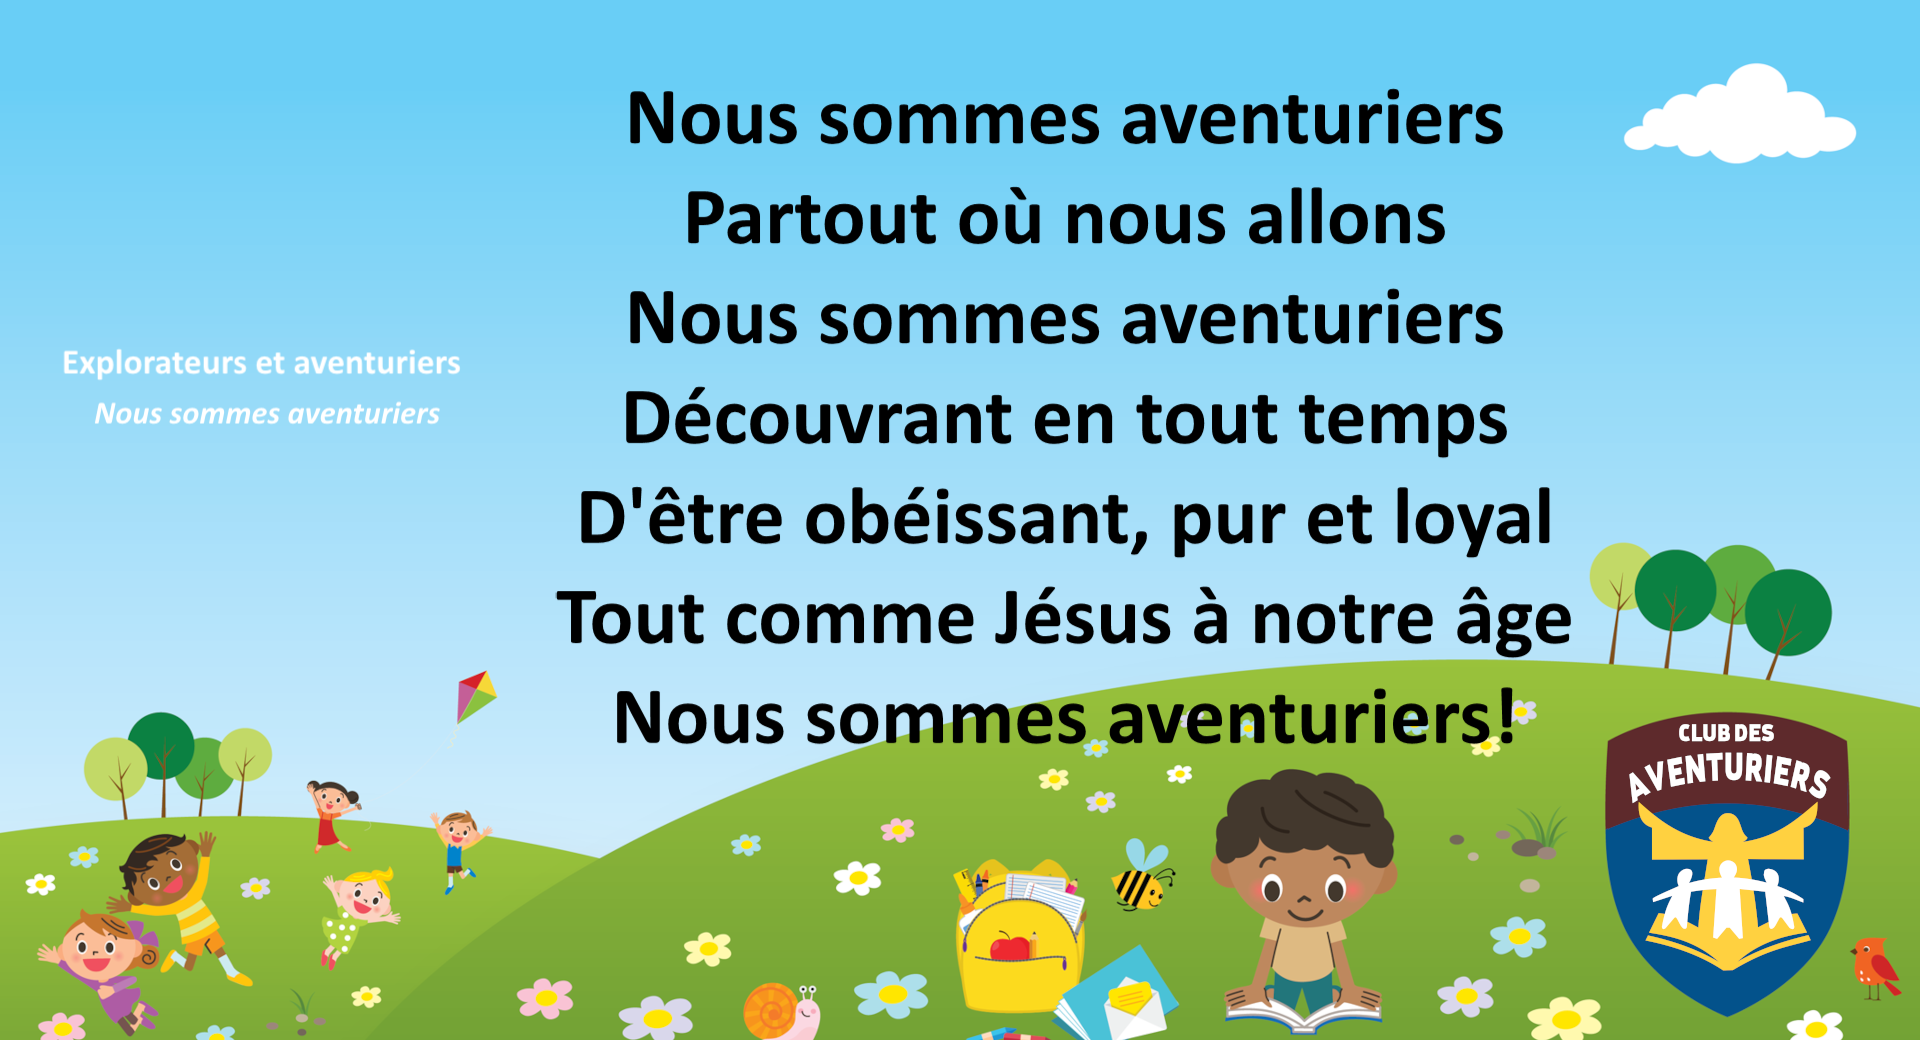 Explorateurs et aventuriers
Nous sommes aventuriers
Nous sommes aventuriers
Partout où nous allons
Nous sommes aventuriers
Découvrant en tout temps
D'être obéissant, pur et loyal
Tout comme Jésus à notre âge
Nous sommes aventuriers!
CLUB DES
AVENTURIERS